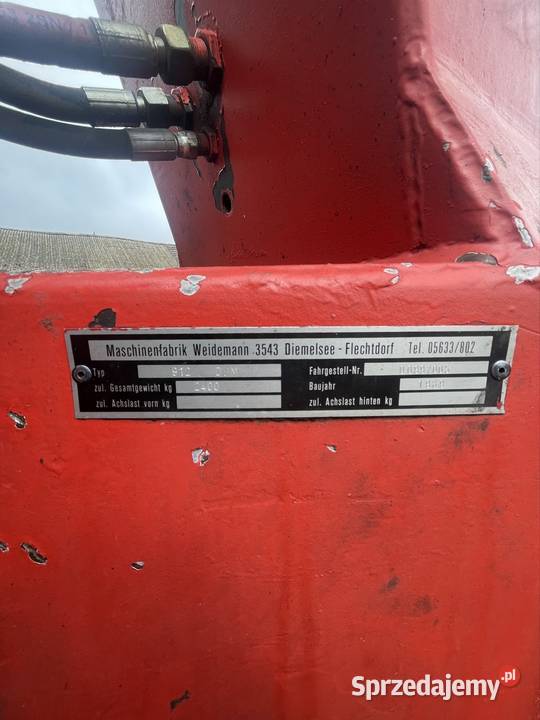 Maschinenfabrik Weidemann 3543 Diemelsee - Flechtdorf Tel. 05633/802
Typ Fahrgestell-Nr.
zul. Gesamtgewicht kg 2400 Baujahr
zul. Achslast vorn kg zul. Achslast hinten kg
Sprzedajemy.pl